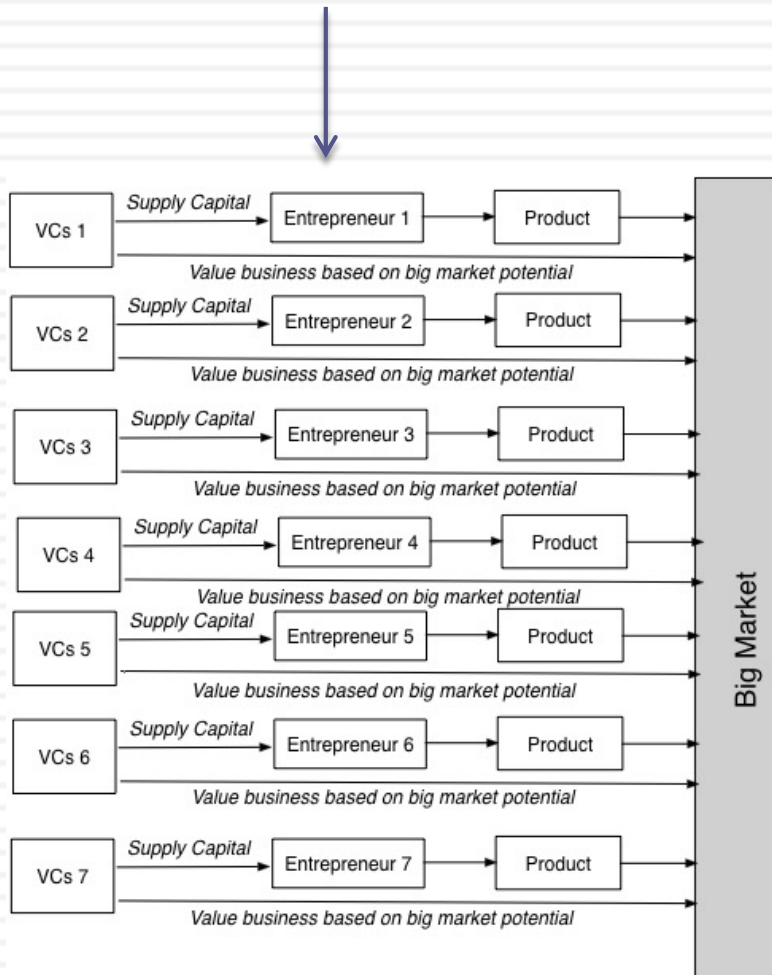 Supply Capital
VCs 1
Entrepreneur 1
Product
Value business based on big market potential
Supply Capital
VCs 2
Entrepreneur 2
Product
Value business based on big market potential
Supply Capital
VCs 3
Entrepreneur 3
Product
Value business based on big market potential
Supply Capital
VCs 4
Entrepreneur 4
Product
Value business based on big market potential
Supply Capital
VCs 5
Entrepreneur 5
Product
Value business based on big market potential
Supply Capital
VCs 6
Entrepreneur 6
Product
Value business based on big market potential
Supply Capital
VCs 7
Entrepreneur 7
Product
Value business based on big market potential
Big Market